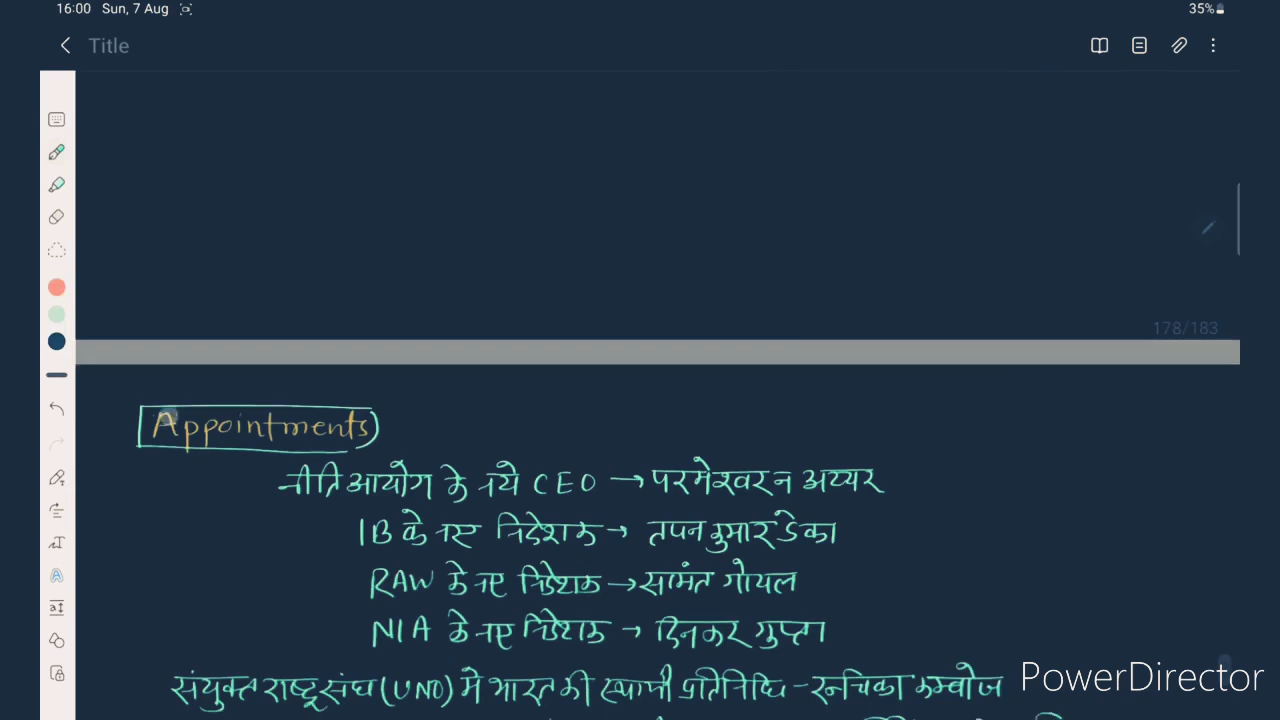 16:00 Sun, 7 Aug
35%
Title
178/183
Appointments
नीति आयोग के नये CEO → परमेश्वरन अय्यर
IB के नए निदेशक → तपन कुमार डेका
RAW के नए निदेशक → सामंत गोयल
NIA के नए निदेशक → दिनकर गुप्ता
संयुक्त राष्ट्र संघ (UNO) मे भारत की स्थायी प्रतिनिधि - रूचिका कम्बोज
PowerDirector